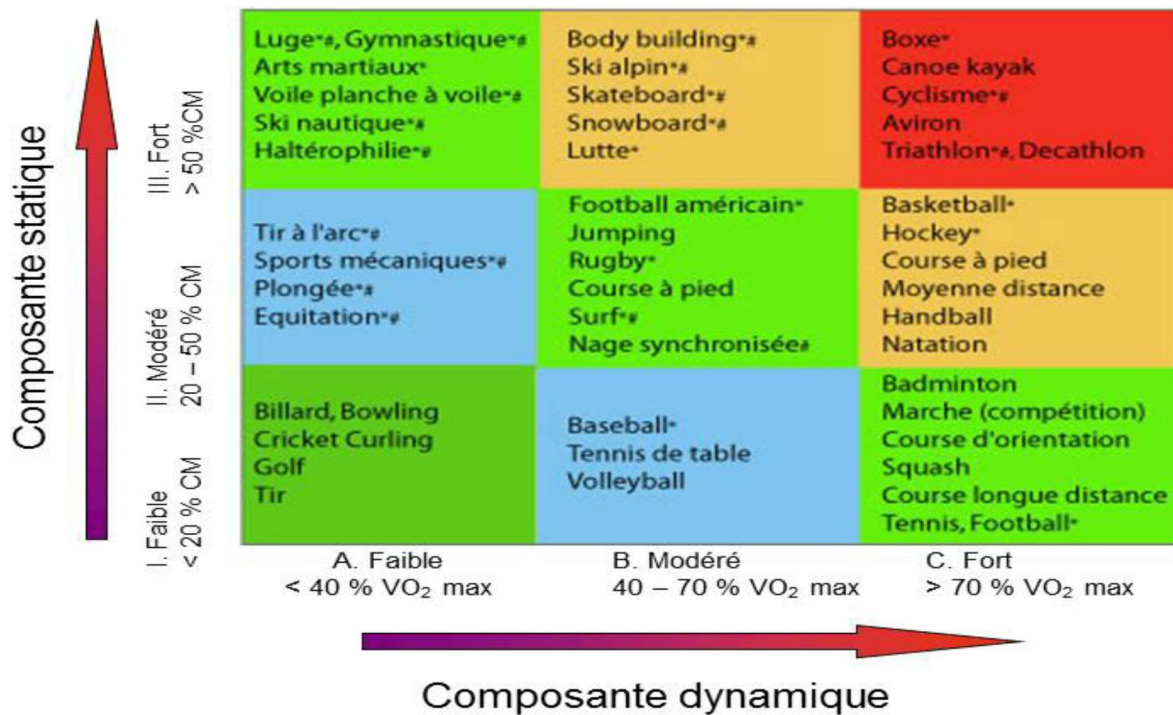 Composante statique
III. Fort
> 50 %CM
II. Modéré
20 – 50 % CM
I. Faible
< 20 % CM
Luge*#, Gymnastique*#
Arts martiaux*
Voile planche à voile*#
Ski nautique*#
Haltérophilie*#
Body building*#
Ski alpin*#
Skateboard*#
Snowboard*#
Lutte*
Boxe*
Canoe kayak
Cyclisme*#
Aviron
Triathlon*#, Decathlon
Tir à l'arc*#
Sports mécaniques*#
Plongée*#
Equitation*#
Football américain*
Jumping
Rugby*
Course à pied
Surf*#
Nage synchronisée#
Basketball*
Hockey*
Course à pied
Moyenne distance
Handball
Natation
Billard, Bowling
Cricket Curling
Golf
Tir
Baseball*
Tennis de table
Volleyball
Badminton
Marche (compétition)
Course d'orientation
Squash
Course longue distance
Tennis, Football*
A. Faible
< 40 % VO₂ max
B. Modéré
40 – 70 % VO₂ max
C. Fort
> 70 % VO₂ max
Composante dynamique